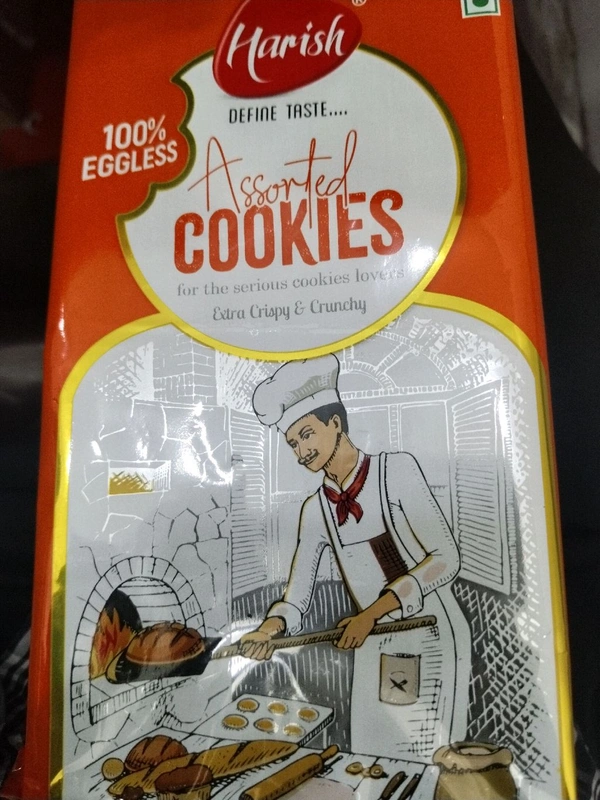 Harish
®
DEFINE TASTE....
100%
EGGLESS
Assorted
COOKIES
for the serious cookies lovers
Extra Crispy & Crunchy